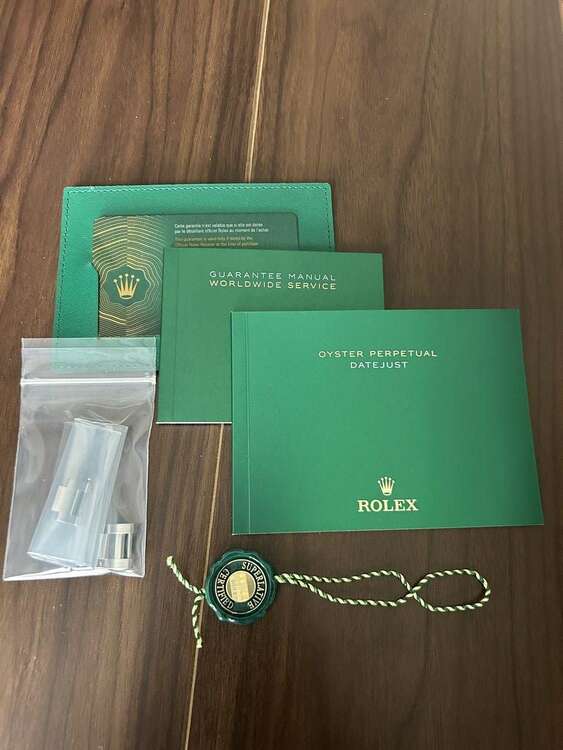 Cette garantie n'est valable que si elle est datée
par le détaillant officiel Rolex au moment de l'achat
This guarantee is valid only if dated by the
Official Rolex Retailer at the time of purchase
GUARANTEE MANUAL
WORLDWIDE SERVICE
OYSTER PERPETUAL
DATEJUST
ROLEX
SUPERLATIVE
CERTIFIED